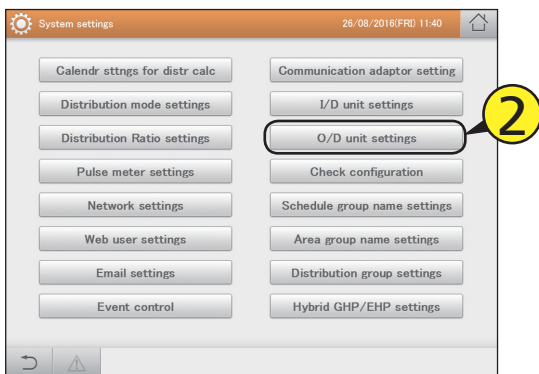 System settings
26/08/2016(FRI) 11:40
Calendr sttngs for distr calc
Communication adaptor setting
Distribution mode settings
I/D unit settings
Distribution Ratio settings
O/D unit settings
2
Pulse meter settings
Check configuration
Network settings
Schedule group name settings
Web user settings
Area group name settings
Email settings
Distribution group settings
Event control
Hybrid GHP/EHP settings